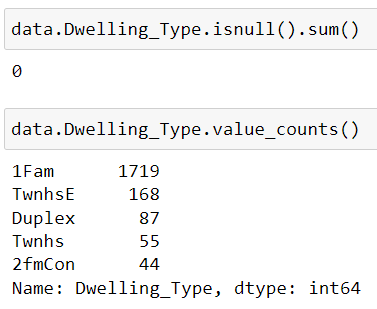 data.Dwelling_Type.isnull().sum()
0
data.Dwelling_Type.value_counts()
1Fam      1719
TwnhsE     168
Duplex      87
Twnhs       55
2fmCon      44
Name: Dwelling_Type, dtype: int64